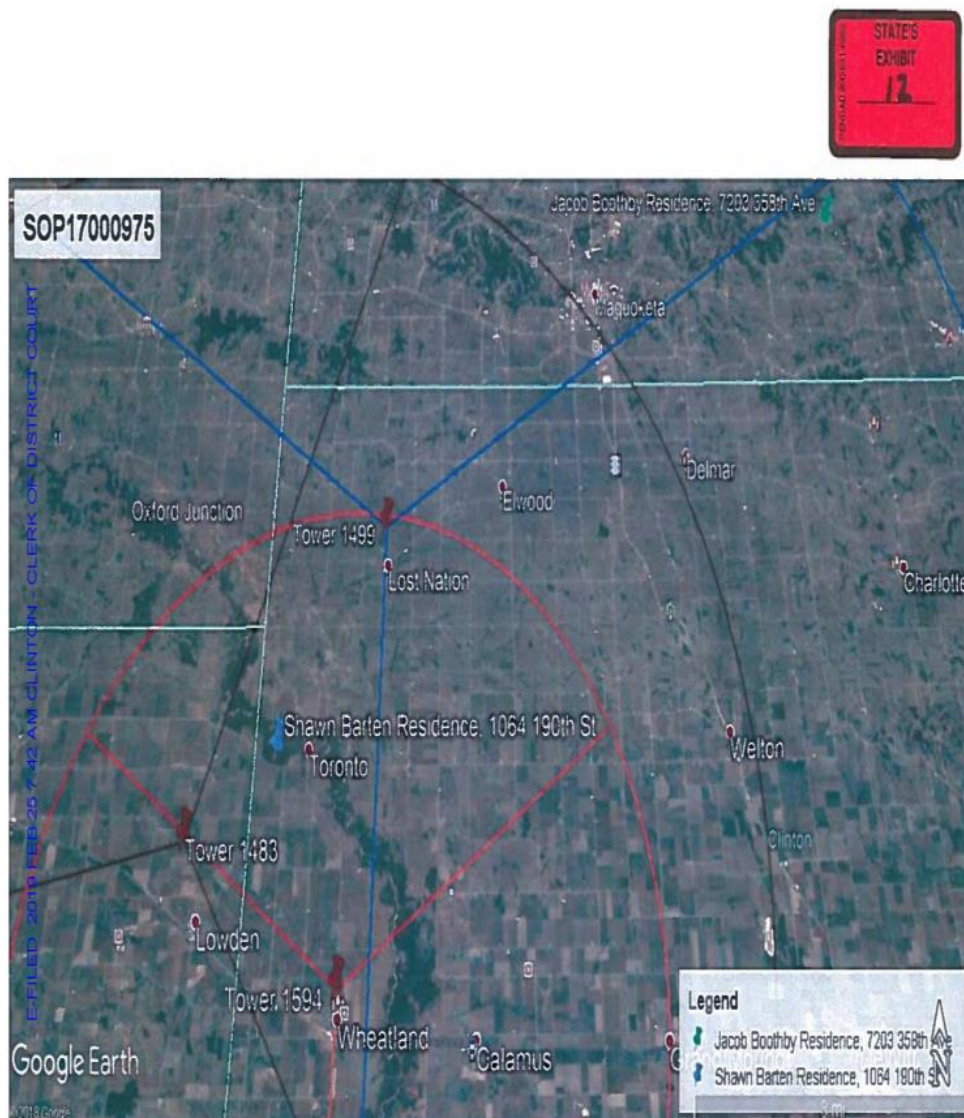 STATE'S
EXHIBIT
12
SOP17000975
Jacob Boothby Residence, 7203 358th Ave
Maquoketa
Delmar
Elwood
Oxford Junction
Tower 1499
Lost Nation
Charlotte
Shawn Barten Residence, 1064 190th St
Toronto
Welton
Tower 1483
Clinton
Lowden
Tower 1594
Wheatland
Calamus
Google Earth
©2018 Google
Legend
Jacob Boothby Residence, 7203 358th Ave
Shawn Barten Residence, 1064 190th S
N
E-FILED 2019 FEB 25 7:42 AM CLINTON - CLERK OF DISTRICT COURT